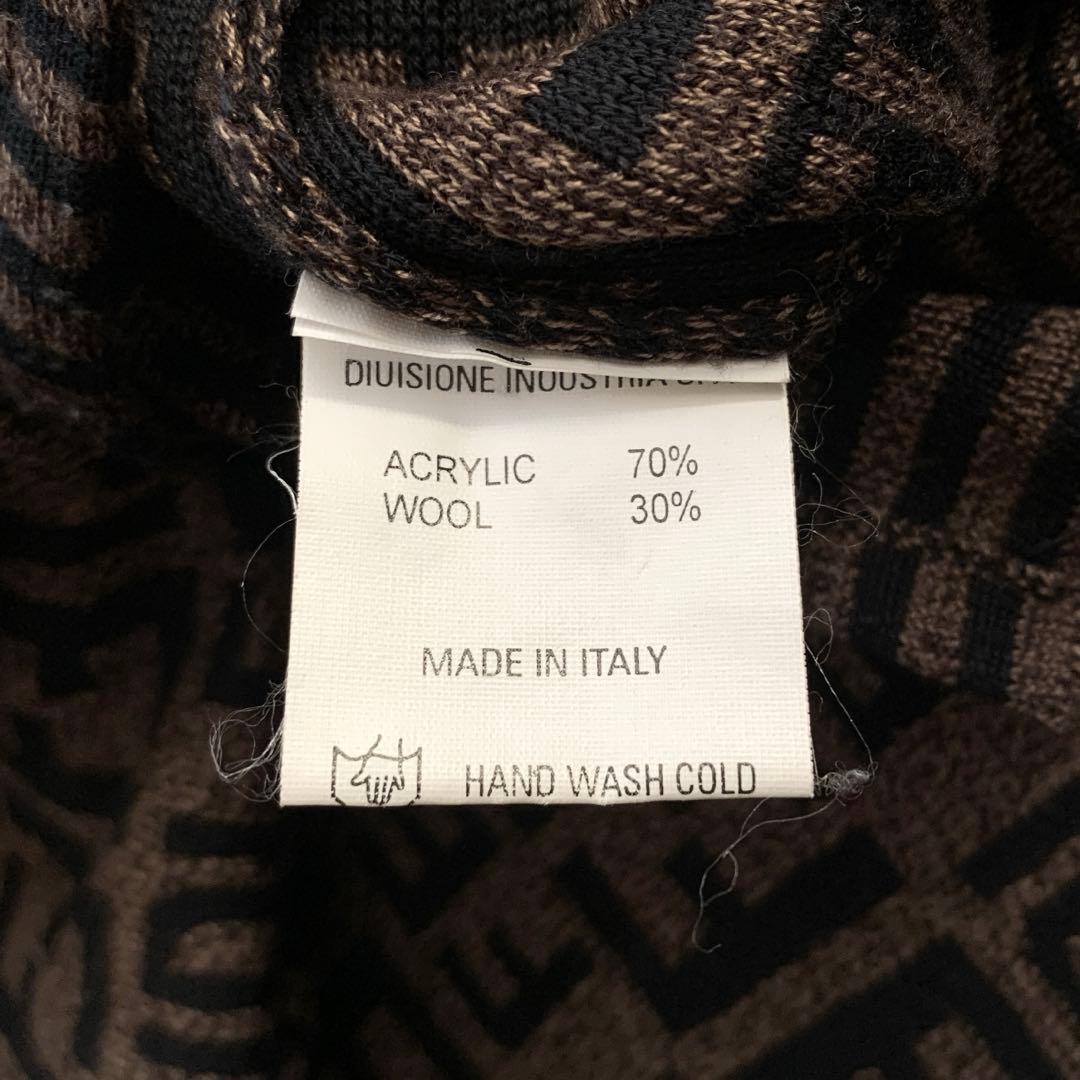 DIUISIONE INDUSTRIA
ACRYLIC 70%
WOOL 30%
MADE IN ITALY
HAND WASH COLD